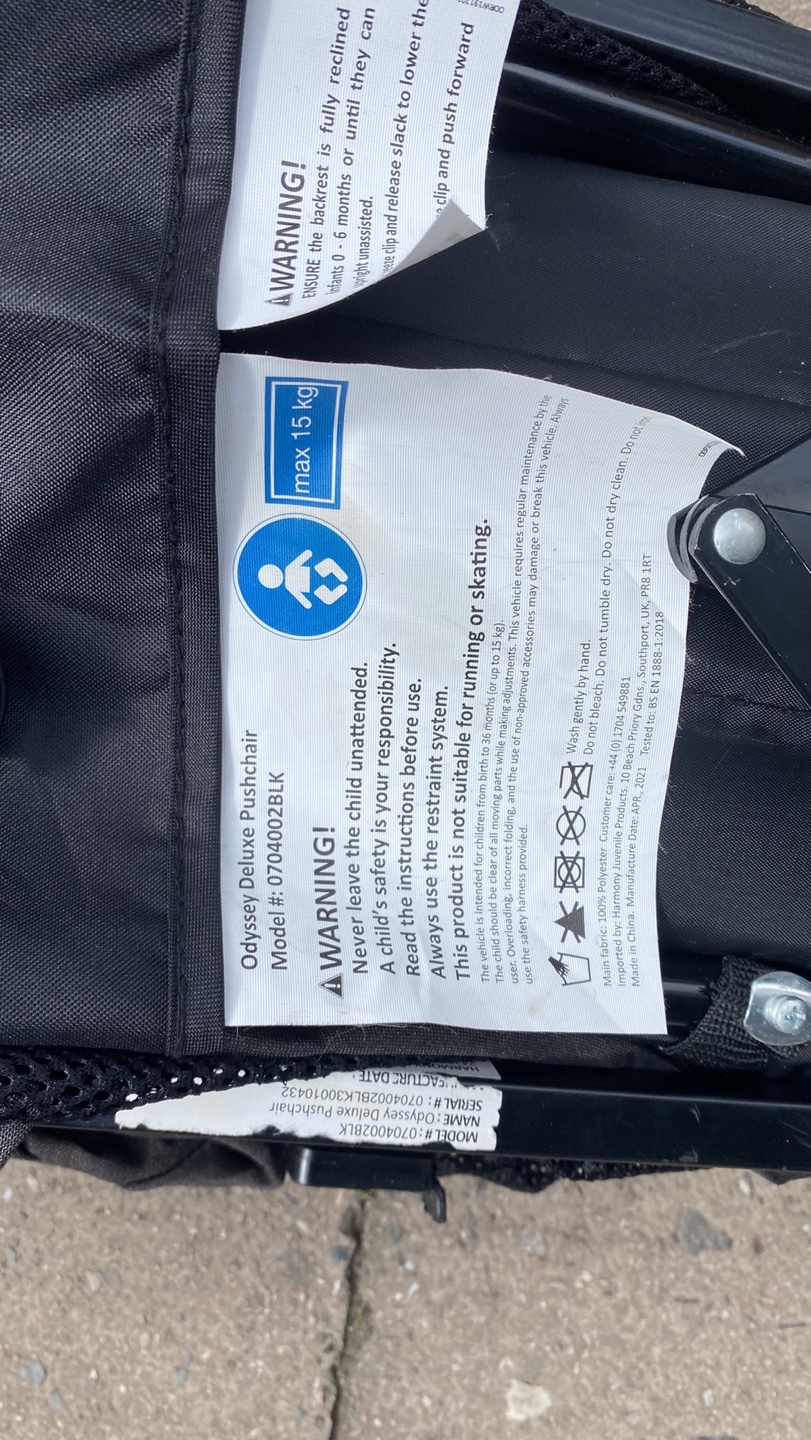 WARNING!
ENSURE the backrest is fully reclined
infants 0 - 6 months or until they can
upright unassisted.
clip and release slack to lower the
clip and push forward
max 15 kg
Odyssey Deluxe Pushchair
Model #: 0704002BLK
WARNING!
Never leave the child unattended.
A child's safety is your responsibility.
Read the instructions before use.
Always use the restraint system.
This product is not suitable for running or skating.
The vehicle is intended for children from birth to 36 months (or up to 15 kg).
The child should be clear of all moving parts while making adjustments. This vehicle requires regular maintenance by the
user. Overloading, incorrect folding, and the use of non-approved accessories may damage or break this vehicle. Always
use the safety harness provided.
Wash gently by hand.
Do not bleach. Do not tumble dry. Do not dry clean. Do not iron
Main fabric: 100% Polyester Customer care: +44 (0) 1704 549881
Imported by: Harmony Juvenile Products. 10 Beach Priory Gdns., Southport, UK, PR8 1RT
Made in China. Manufacture Date: APR., 2021 Tested to: BS EN 1888-1:2018
MODEL#:0704002BLK
NAME: Odyssey Deluxe Pushchair
SERIAL #: 0704002BLK30010432
DATE: